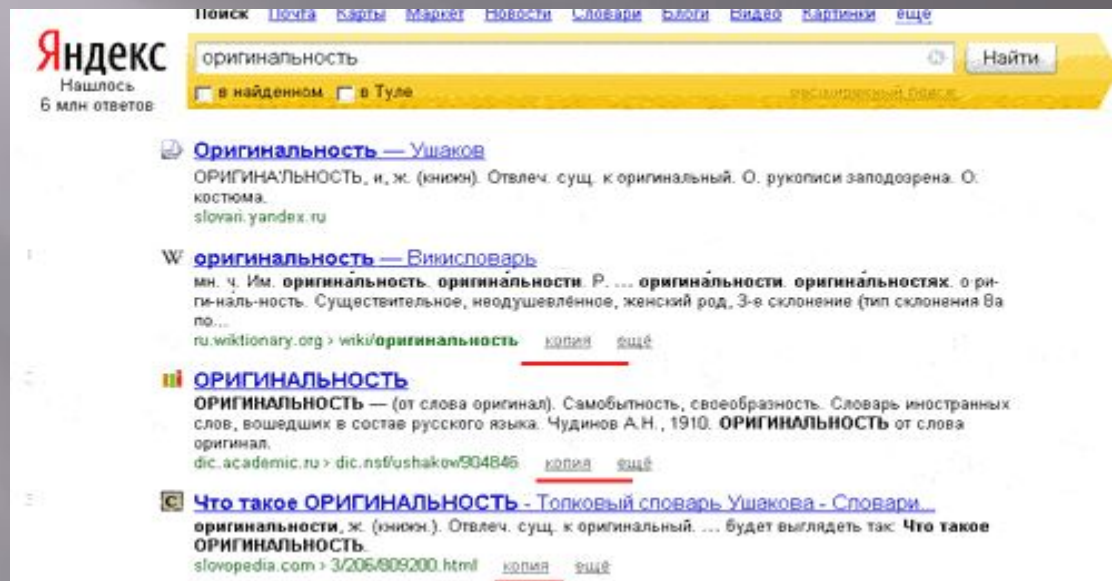 Поиск Почта Карты Маркет Новости Словари Блоги Видео Картинки ещё
Яндекс
Нашлось
6 млн ответов
оригинальность
Найти
в найденном в Туле
расширенный поиск
Оригинальность — Ушаков
ОРИГИНА'ЛЬНОСТЬ, и, ж. (книжн). Отвлеч. сущ. к оригинальный. О. рукописи заподозрена. О.
костюма.
slovari.yandex.ru
1
W оригинальность — Викисловарь
мн. ч. Им. оригина́льность. оригина́льности. Р. ... оригина́льности. оригина́льностях. о ри-
ги-на́ль-ность. Существительное, неодушевлённое, женский род, 3-е склонение (тип склонения 8a
по...
ru.wiktionary.org › wiki/оригинальность копия ещё
2
ОРИГИНАЛЬНОСТЬ
ОРИГИНАЛЬНОСТЬ — (от слова оригинал). Самобытность, своеобразность. Словарь иностранных
слов, вошедших в состав русского языка. Чудинов А.Н., 1910. ОРИГИНАЛЬНОСТЬ от слова
оригинал.
dic.academic.ru › dic.nsf/ushakov/904846 копия ещё
3
C Что такое ОРИГИНАЛЬНОСТЬ - Толковый словарь Ушакова - Словари...
оригинальности, ж. (книжн.). Отвлеч. сущ. к оригинальный. ... будет выглядеть так: Что такое
ОРИГИНАЛЬНОСТЬ.
slovopedia.com › 3/206/809200.html копия ещё